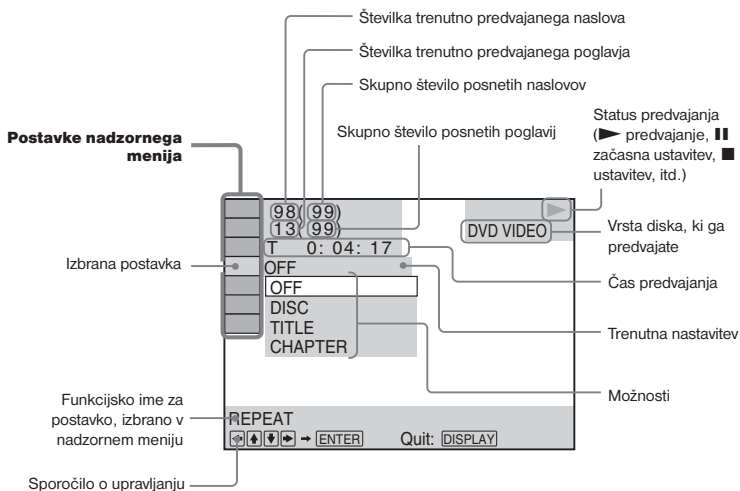 Številka trenutno predvajanega naslova
Številka trenutno predvajanega poglavja
Skupno število posnetih naslovov
Skupno število posnetih poglavij
Status predvajanja
(► predvajanje, ❚❚
začasna ustavitev, ■
ustavitev, itd.)
Postavke nadzornega
menija
98(99)
13(99)
T 0: 04: 17
OFF
OFF
DISC
TITLE
CHAPTER
►
DVD VIDEO
Vrsta diska, ki ga
predvajate
Izbrana postavka
Čas predvajanja
Trenutna nastavitev
Možnosti
Funkcijsko ime za
postavko, izbrano v
nadzornem meniju
REPEAT
←↑↓→ → ENTER Quit: DISPLAY
Sporočilo o upravljanju